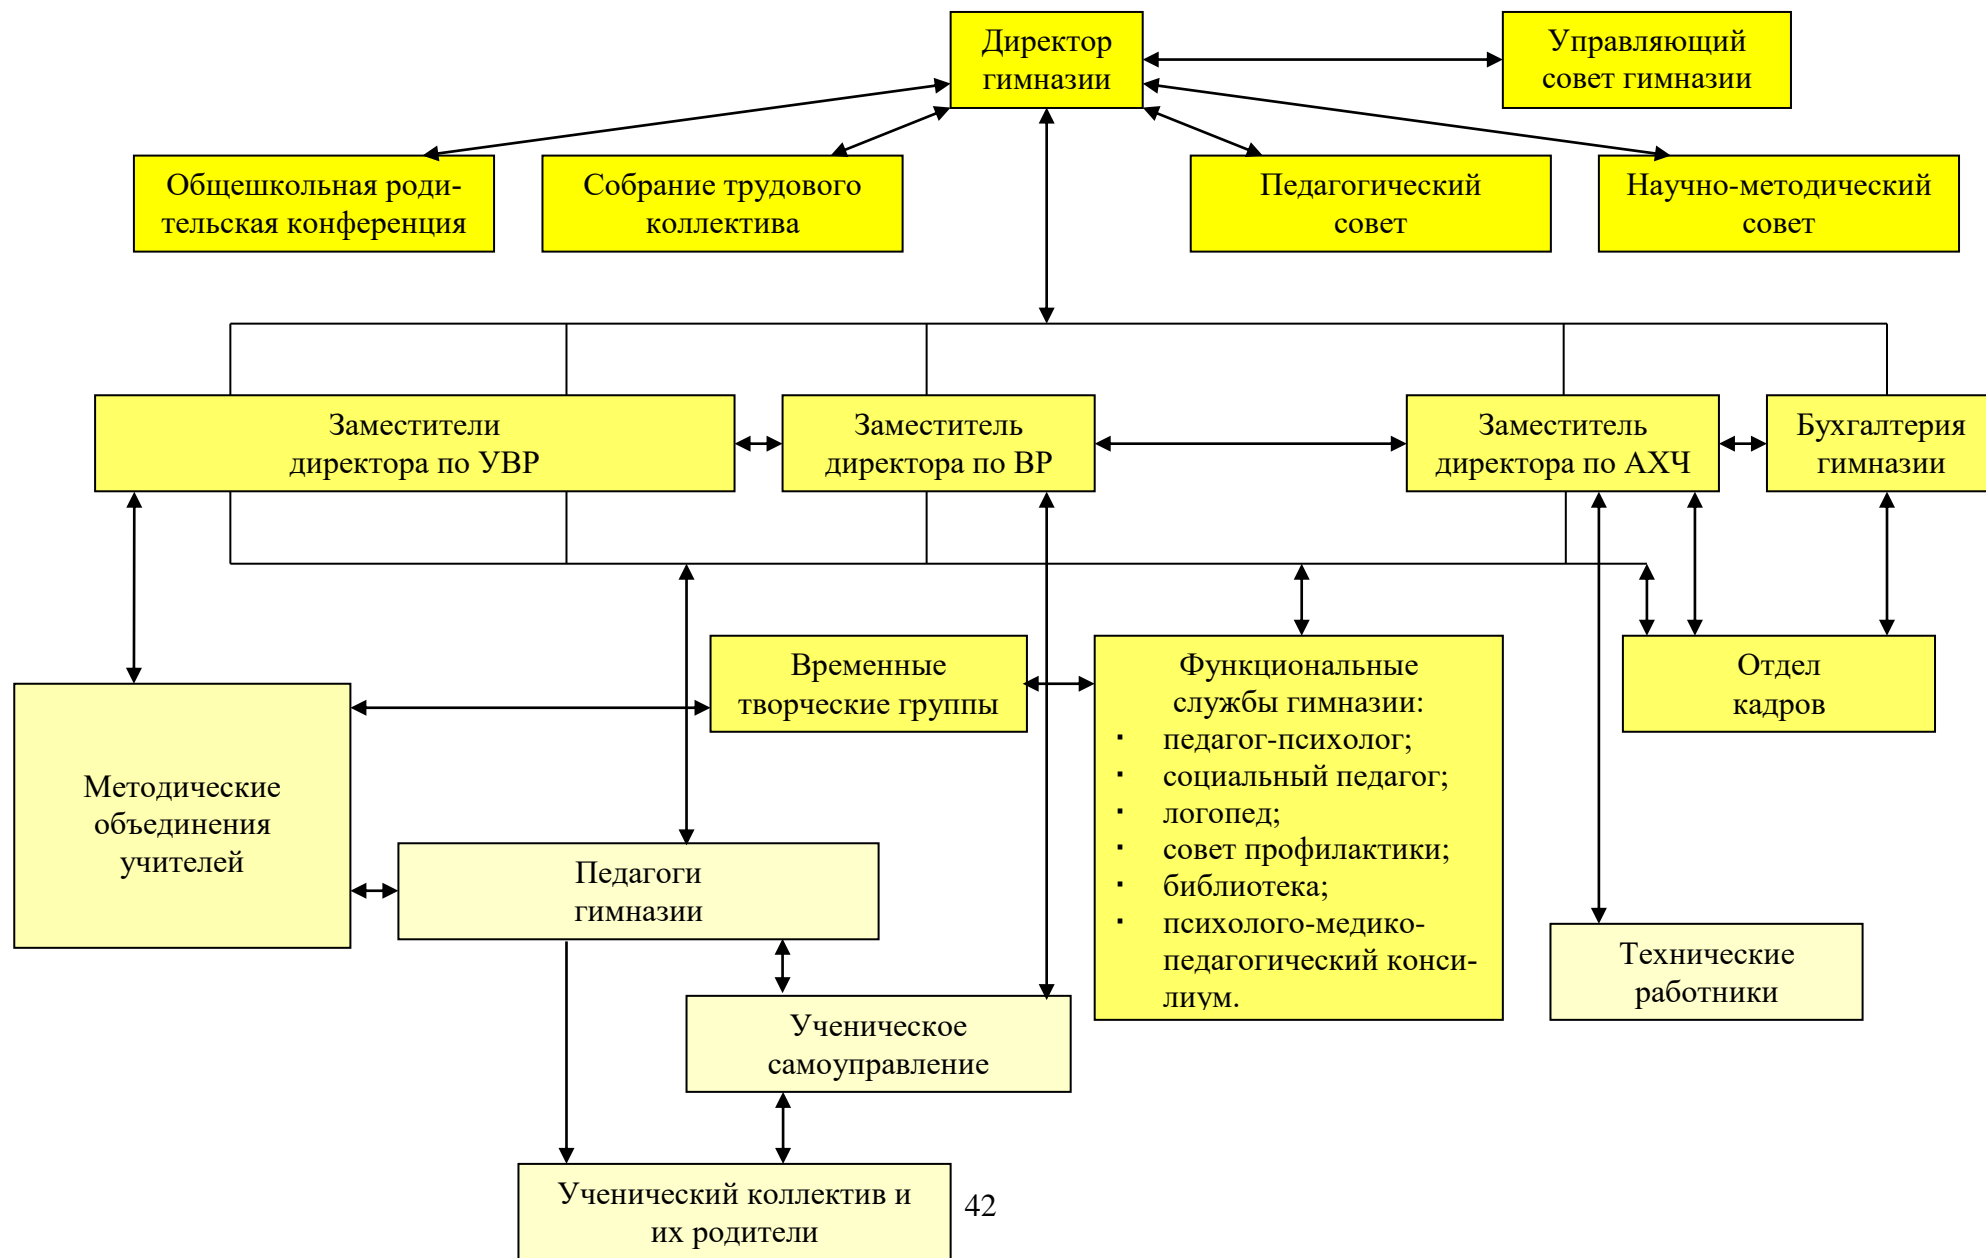 Директор
гимназии
Управляющий
совет гимназии
Общешкольная роди-
тельская конференция
Собрание трудового
коллектива
Педагогический
совет
Научно-методический
совет
Заместители
директора по УВР
Заместитель
директора по ВР
Заместитель
директора по АХЧ
Бухгалтерия
гимназии
Временные
творческие группы
Функциональные
службы гимназии:
▪ педагог-психолог;
▪ социальный педагог;
▪ логопед;
▪ совет профилактики;
▪ библиотека;
▪ психолого-медико-
педагогический конси-
лиум.
Отдел
кадров
Методические
объединения
учителей
Педагоги
гимназии
Технические
работники
Ученическое
самоуправление
Ученический коллектив и
их родители
42